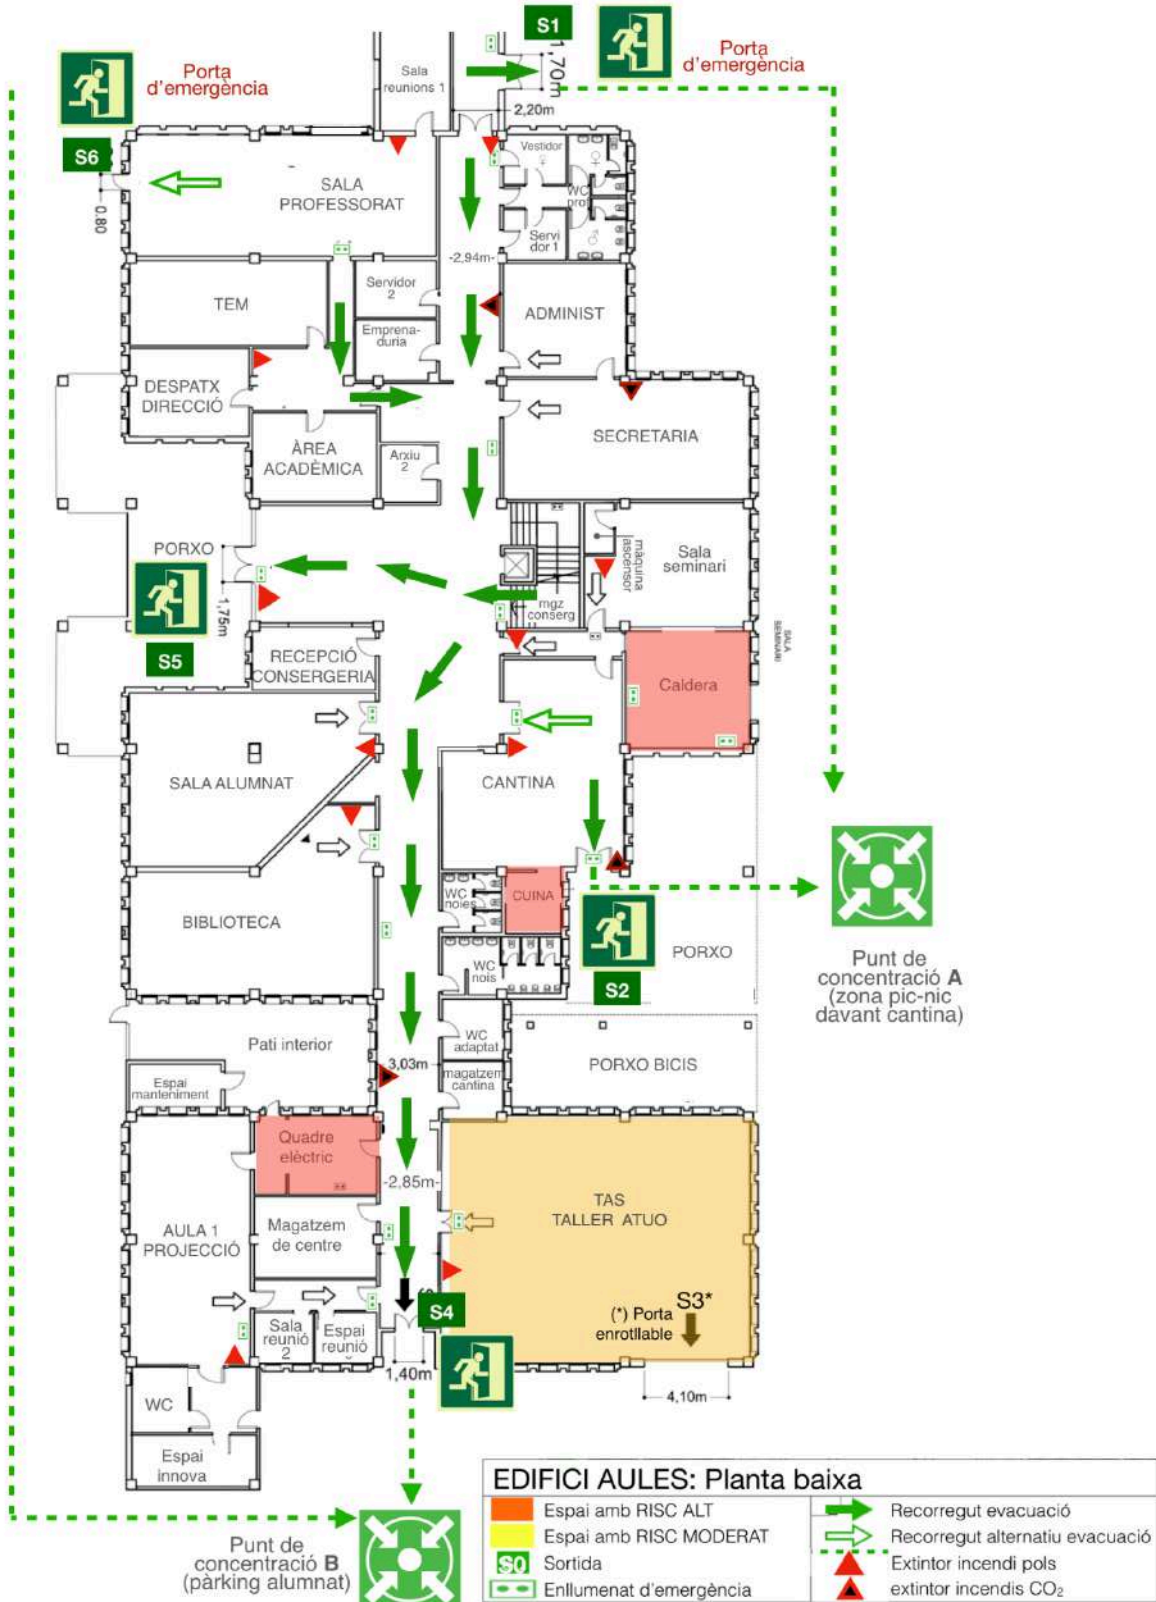 S1
Porta
d'emergència
Porta
d'emergència
1,70m
Sala
reunions 1
2,20m
S6
0,80
SALA
PROFESSORAT
Vestidor
WC
prof
Servi
dor 1
-2,94m-
TEM
Servidor
2
ADMINIST
Emprena-
duria
DESPATX
DIRECCIÓ
SECRETARIA
ÀREA
ACADÈMICA
Arxiu
2
PORXO
1,75m
màquina
ascensor
Sala
seminari
mgz
conserg
SALA
SEMINARI
S5
RECEPCIÓ
CONSERGERIA
Caldera
SALA ALUMNAT
CANTINA
WC
noies
CUINA
BIBLIOTECA
WC
nois
S2
PORXO
Punt de
concentració A
(zona pic-nic
davant cantina)
Pati interior
WC
adaptat
3,03m
PORXO BICIS
Espai
manteniment
magatzem
cantina
Quadre
elèctric
-2,85m-
TAS
TALLER ATUO
AULA 1
PROJECCIÓ
Magatzem
de centre
S4
S3*
(*) Porta
enrotllable
Sala
reunió
2
Espai
reunió
1,40m
4,10m
WC
Espai
innova
Punt de
concentració B
(pàrking alumnat)
EDIFICI AULES: Planta baixa
Espai amb RISC ALT
Recorregut evacuació
Espai amb RISC MODERAT
Recorregut alternatiu evacuació
S0 Sortida
Extintor incendi pols
Enllumenat d'emergència
extintor incendis CO₂